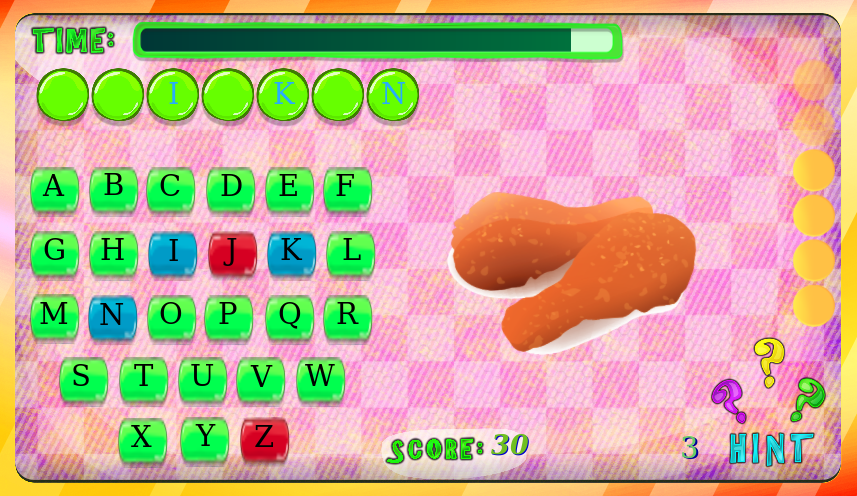 TIME:
I K N
A B C D E F
G H I J K L
M N O P Q R
S T U V W
X Y Z
SCORE: 30
3 HINT
? ? ?